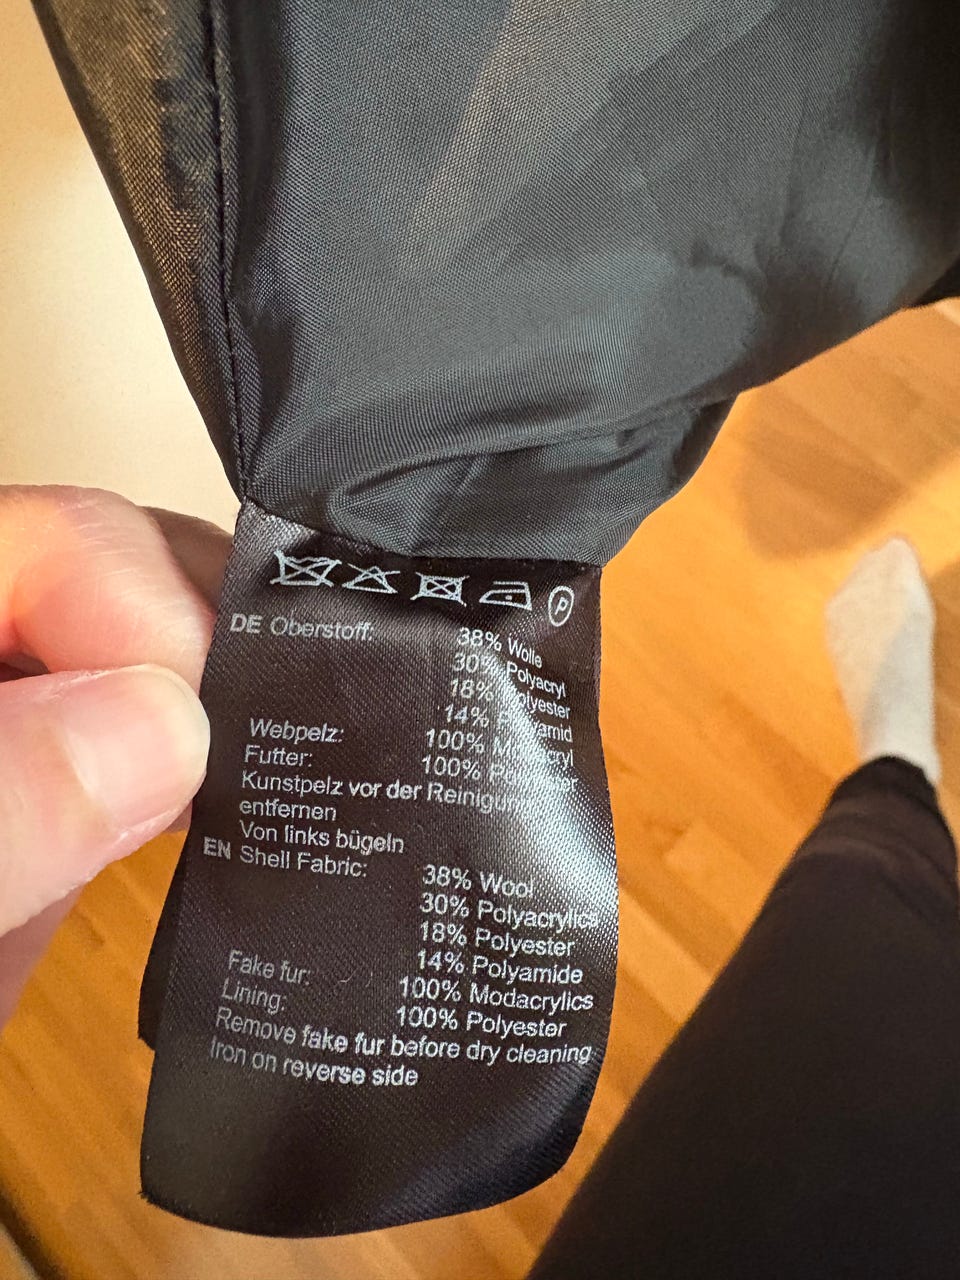 P
DE Oberstoff: 38% Wolle
30% Polyacryl
18%
14%
Webpelz: 100%
Futter: 100%
Kunstpelz vor der
entfernen
Von links bügeln
EN Shell Fabric: 38% Wool
30% Polyacrylics
18% Polyester
14% Polyamide
Fake fur: 100% Modacrylics
Lining: 100% Polyester
Remove fake fur before dry cleaning
Iron on reverse side